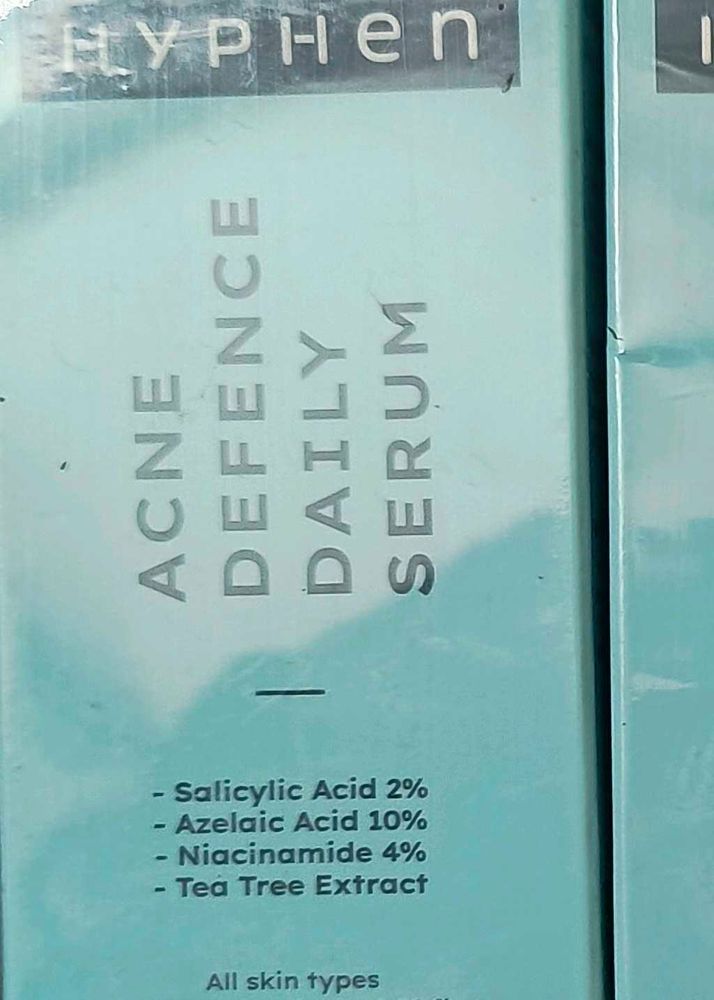 HYPHen
ACNE
DEFENCE
DAILY
SERUM
- Salicylic Acid 2%
- Azelaic Acid 10%
- Niacinamide 4%
- Tea Tree Extract
All skin types